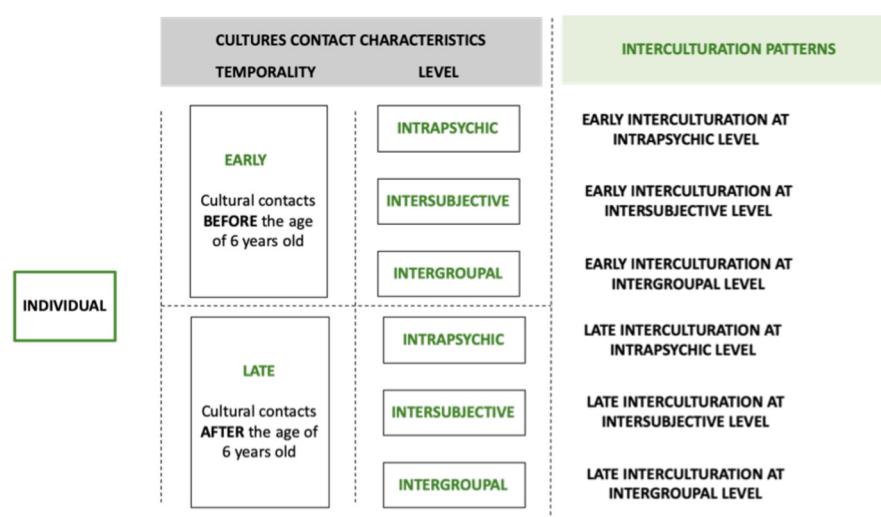 CULTURES CONTACT CHARACTERISTICS
TEMPORALITY
LEVEL
INTERCULTURATION PATTERNS
INDIVIDUAL
EARLY
Cultural contacts
BEFORE the age
of 6 years old
INTRAPSYCHIC
EARLY INTERCULTURATION AT
INTRAPSYCHIC LEVEL
INTERSUBJECTIVE
EARLY INTERCULTURATION AT
INTERSUBJECTIVE LEVEL
INTERGROUPAL
EARLY INTERCULTURATION AT
INTERGROUPAL LEVEL
LATE
Cultural contacts
AFTER the age of
6 years old
INTRAPSYCHIC
LATE INTERCULTURATION AT
INTRAPSYCHIC LEVEL
INTERSUBJECTIVE
LATE INTERCULTURATION AT
INTERSUBJECTIVE LEVEL
INTERGROUPAL
LATE INTERCULTURATION AT
INTERGROUPAL LEVEL